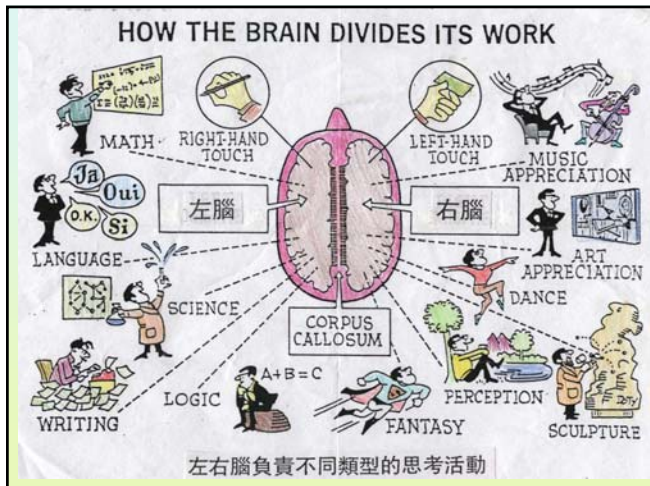 HOW THE BRAIN DIVIDES ITS WORK
MATH
RIGHT-HAND
TOUCH
LEFT-HAND
TOUCH
MUSIC
APPRECIATION
Ja
Oui
O.K.
Si
LANGUAGE
左腦
右腦
ART
APPRECIATION
SCIENCE
DANCE
CORPUS
CALLOSUM
WRITING
LOGIC
A+B=C
FANTASY
PERCEPTION
SCULPTURE
左右腦負責不同類型的思考活動